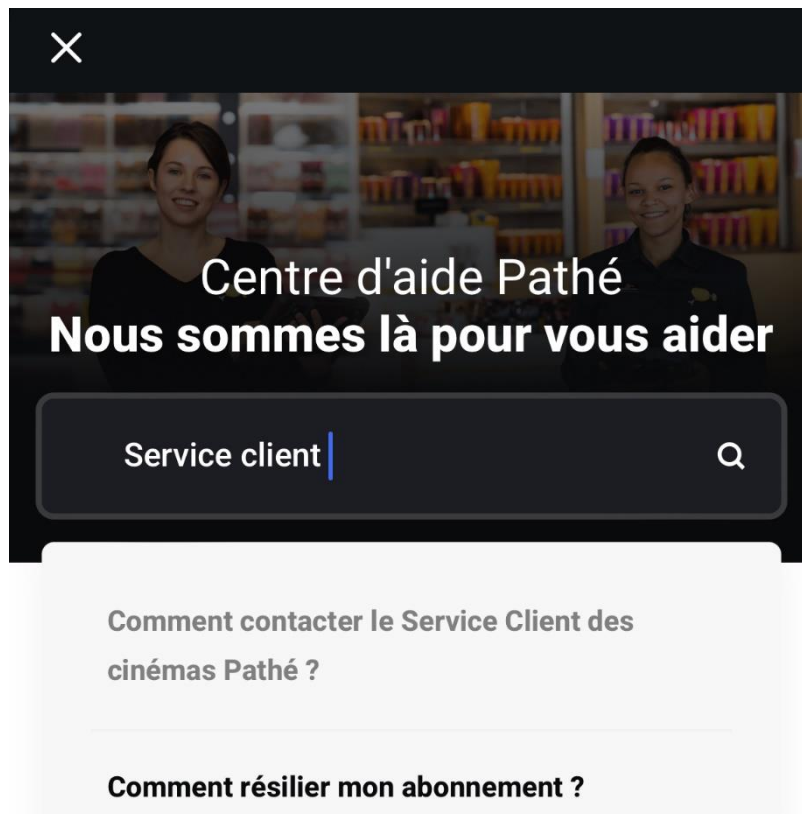 Centre d'aide Pathé
Nous sommes là pour vous aider
Service client
Comment contacter le Service Client des
cinémas Pathé ?
Comment résilier mon abonnement ?